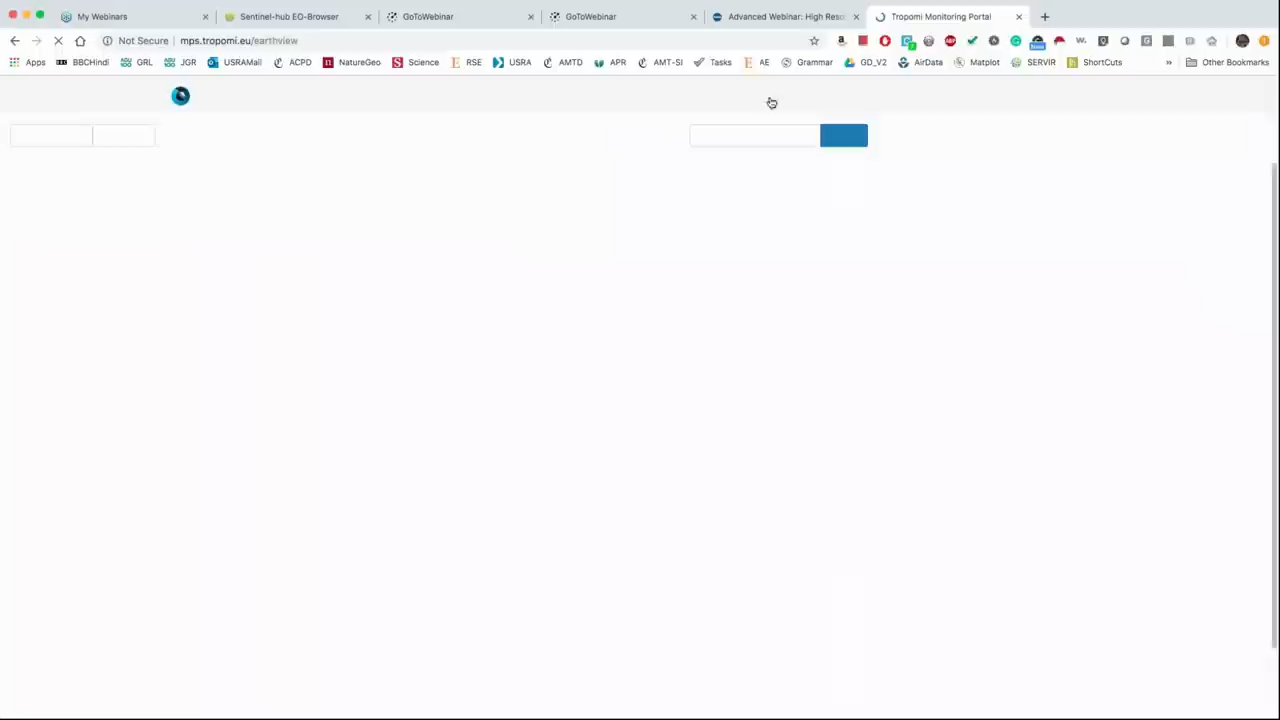 My Webinars
Sentinel-hub EO-Browser
GoToWebinar
GoToWebinar
Advanced Webinar: High Reso
Tropomi Monitoring Portal
Not Secure
mps.tropomi.eu/earthview
Apps
BBCHindi
GRL
JGR
USRAMail
ACPD
NatureGeo
Science
RSE
USRA
AMTD
APR
AMT-SI
Tasks
AE
Grammar
GD_V2
AirData
Matplot
SERVIR
ShortCuts
»
Other Bookmarks